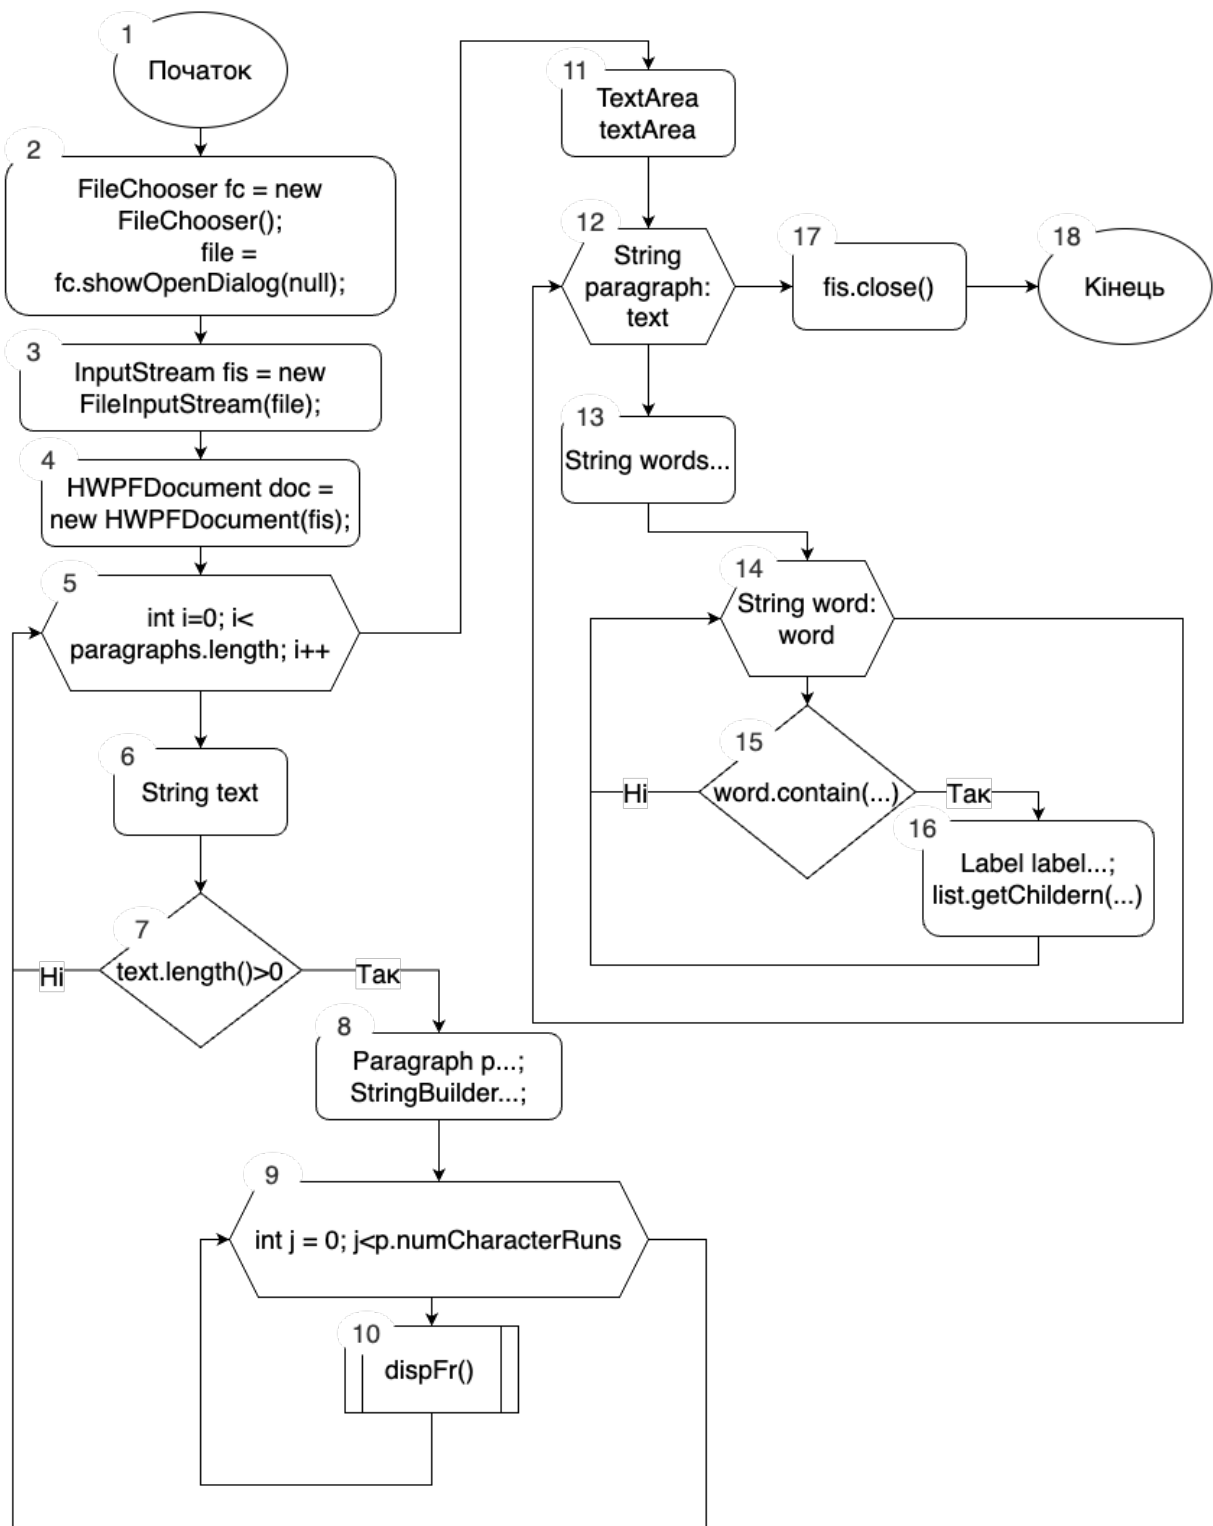 1
Початок
2
FileChooser fc = new
FileChooser();
file =
fc.showOpenDialog(null);
3
InputStream fis = new
FileInputStream(file);
4
HWPFDocument doc =
new HWPFDocument(fis);
5
int i=0; i<
paragraphs.length; i++
6
String text
7
text.length()>0
Ні
Так
8
Paragraph p...;
StringBuilder...;
9
int j = 0; j<p.numCharacterRuns
10
dispFr()
11
TextArea
textArea
12
String
paragraph:
text
17
fis.close()
18
Кінець
13
String words...
14
String word:
word
15
word.contain(...)
Ні
Так
16
Label label...;
list.getChildern(...)